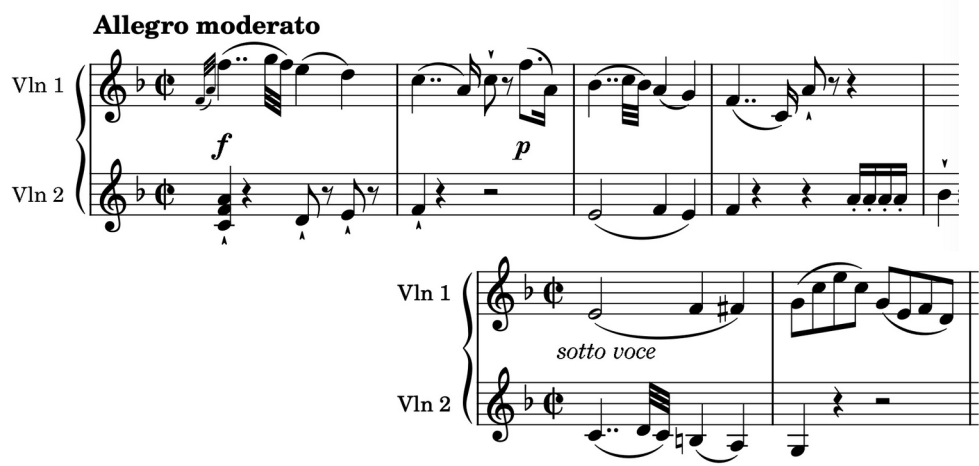 Allegro moderato
Vln 1
f
p
Vln 2
Vln 1
sotto voce
Vln 2